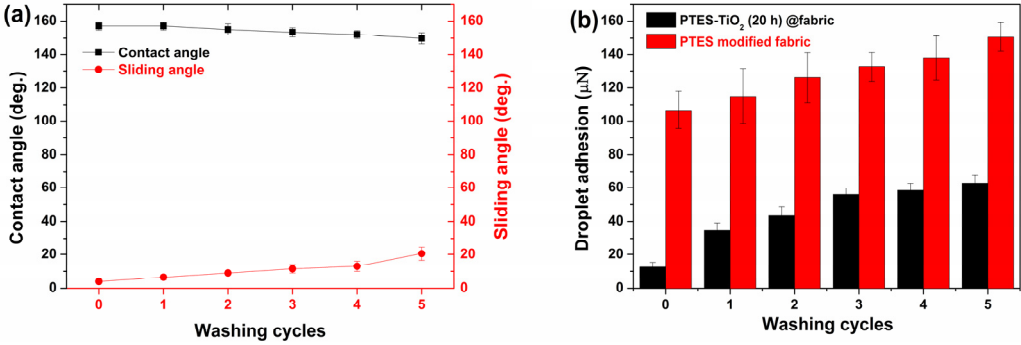 (a)
160
140
120
100
80
60
40
20
0
Contact angle (deg.)
Contact angle
Sliding angle
160
140
120
100
80
60
40
20
0
Sliding angle (deg.)
0 1 2 3 4 5
Washing cycles
(b)
160
140
120
100
80
60
40
20
0
Droplet adhesion (μN)
PTES-TiO₂ (20 h) @fabric
PTES modified fabric
0 1 2 3 4 5
Washing cycles